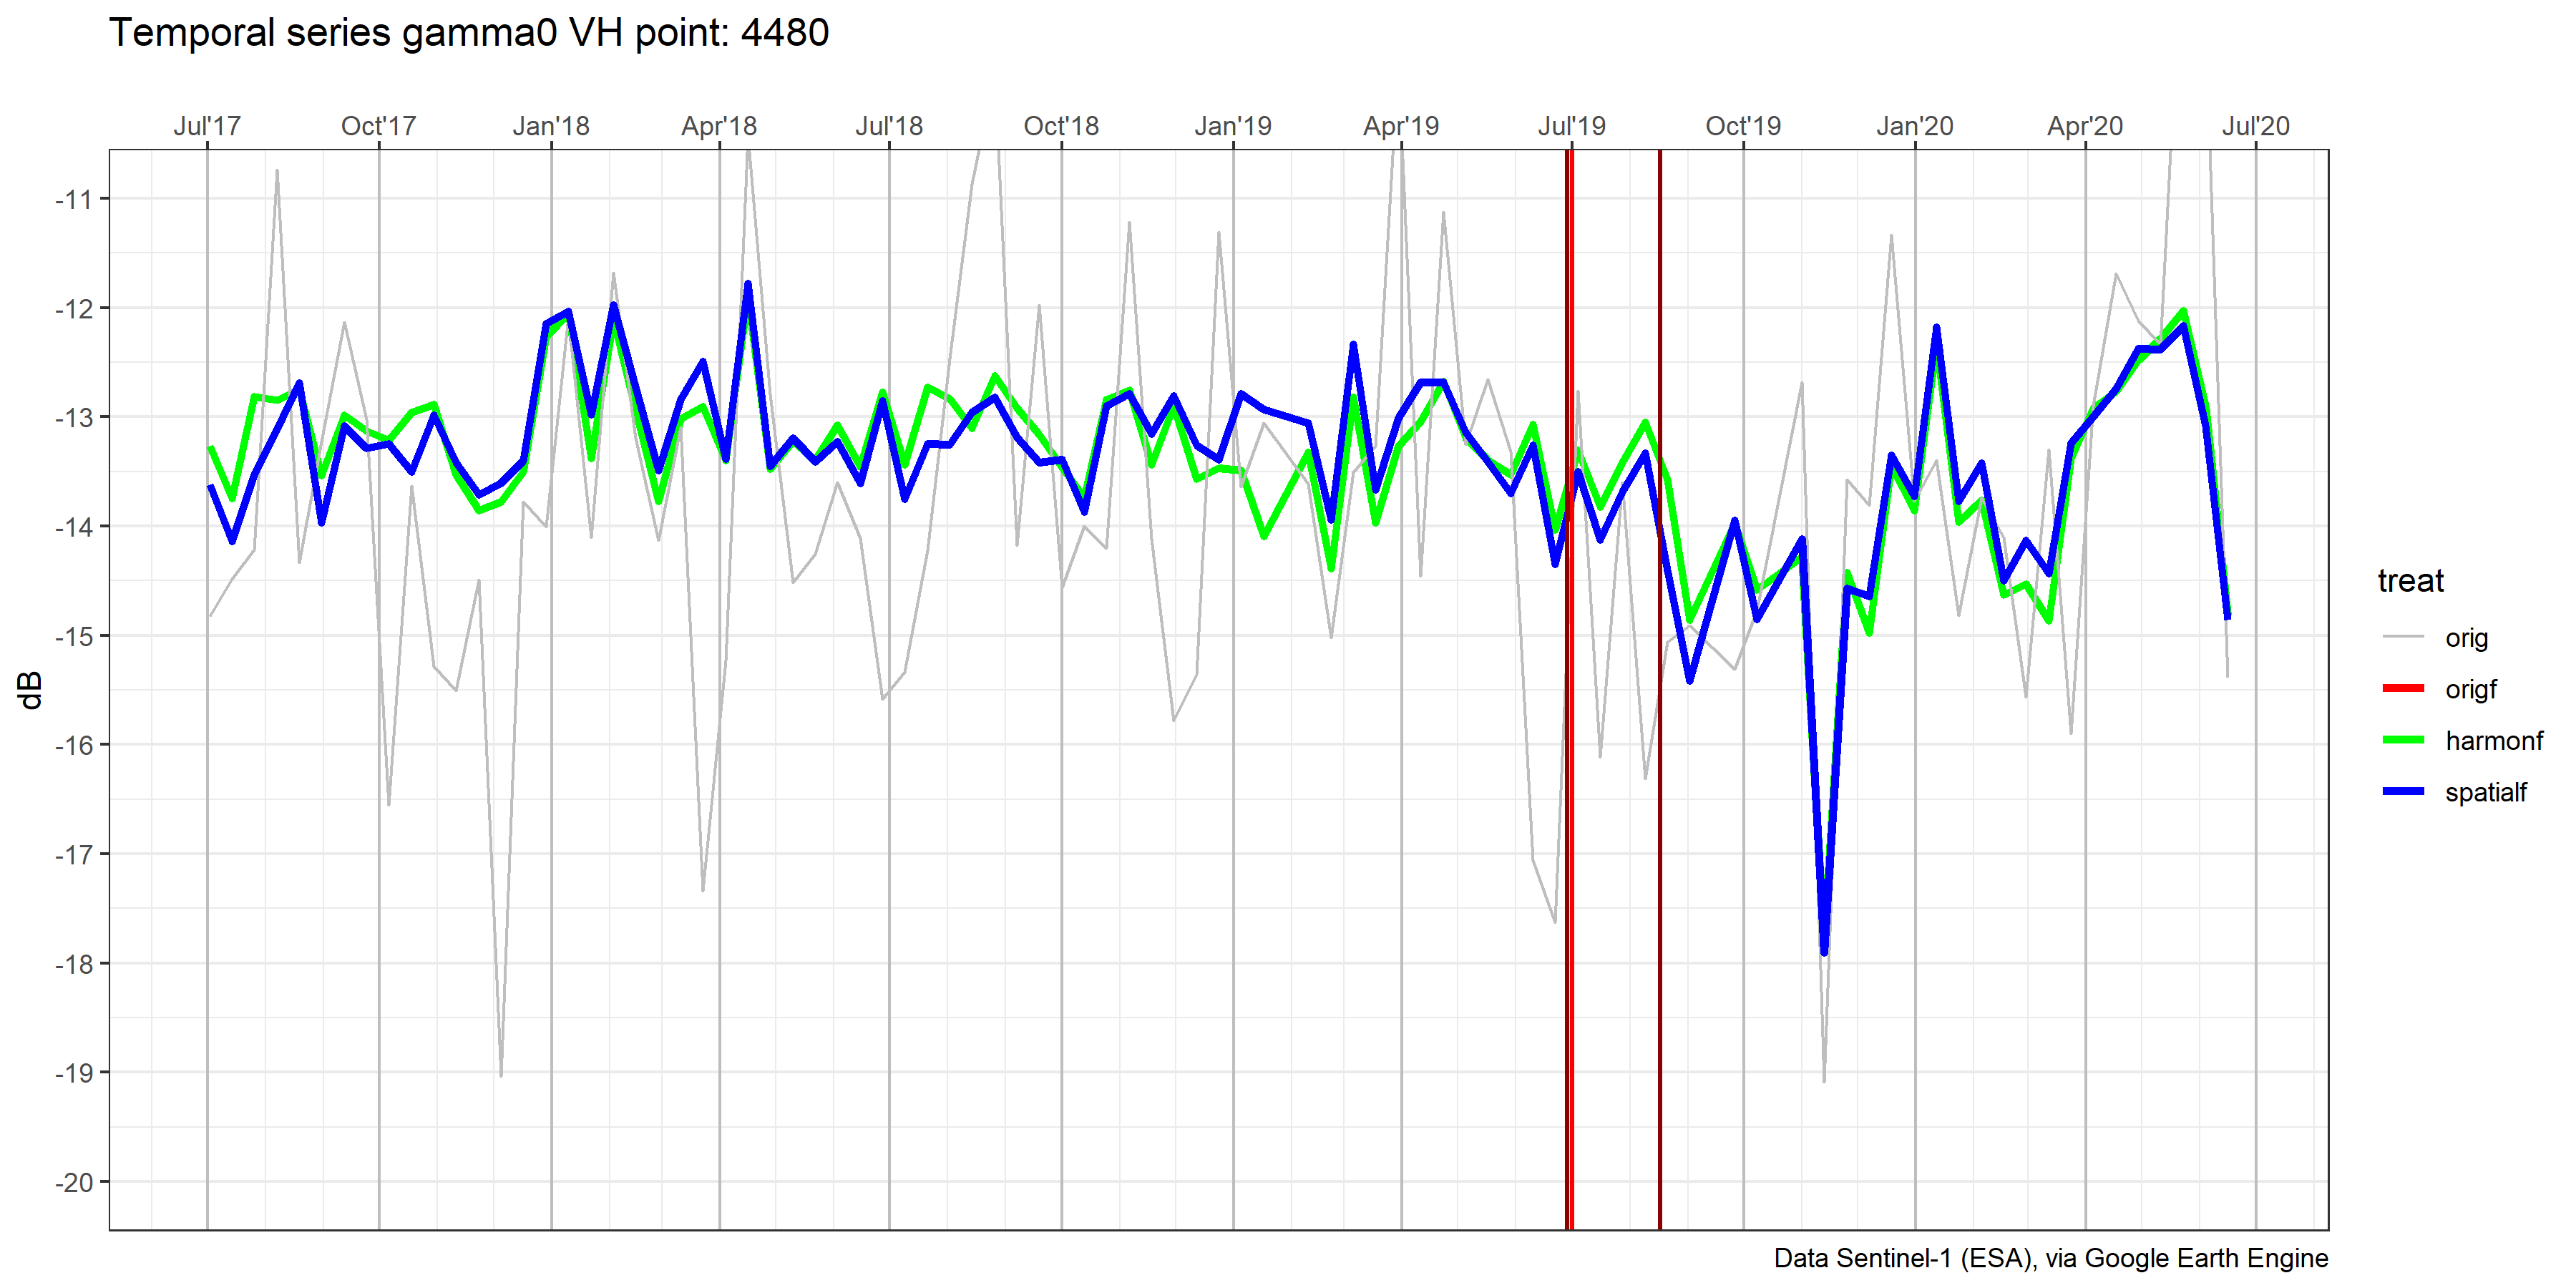 Temporal series gamma0 VH point: 4480
Jul'17 Oct'17 Jan'18 Apr'18 Jul'18 Oct'18 Jan'19 Apr'19 Jul'19 Oct'19 Jan'20 Apr'20 Jul'20
-11
-12
-13
-14
-15
-16
-17
-18
-19
-20
dB
treat
orig
origf
harmonf
spatialf
Data Sentinel-1 (ESA), via Google Earth Engine